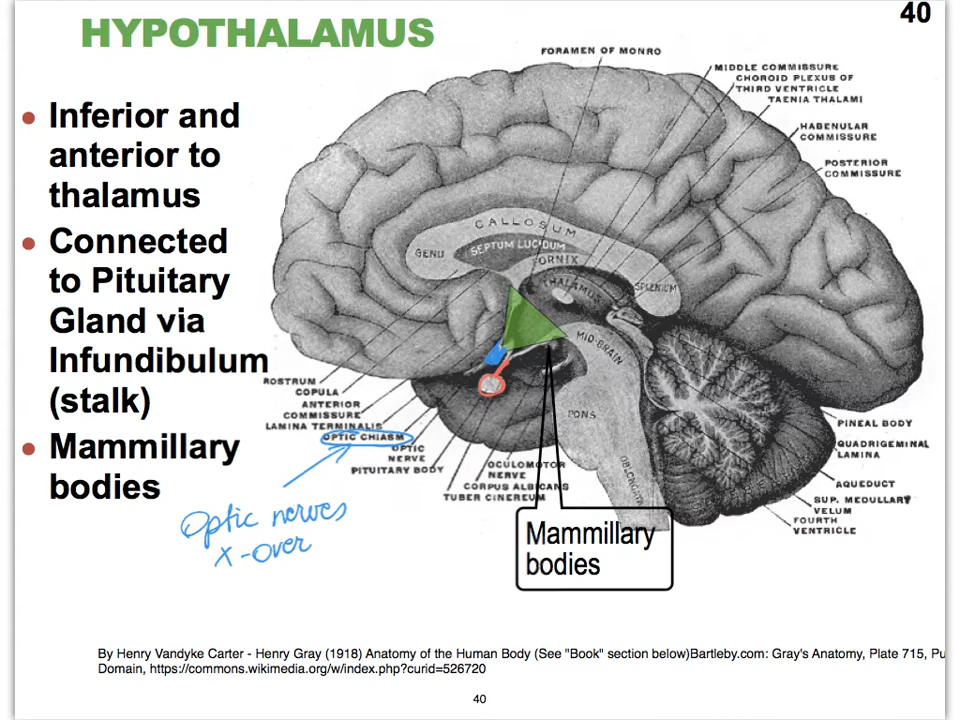 40
HYPOTHALAMUS
• Inferior and
anterior to
thalamus
• Connected
to Pituitary
Gland via
Infundibulum
(stalk)
• Mammillary
bodies
FORAMEN OF MONRO
MIDDLE COMMISSURE
CHOROID PLEXUS OF
THIRD VENTRICLE
TAENIA THALAMI
HABENULAR
COMMISSURE
POSTERIOR
COMMISSURE
CALLOSUM
GENU
SEPTUM LUCIDUM
FORNIX
THALAMUS
SPLENIUM
MID-BRAIN
PONS
OBLONGATA
ROSTRUM
COPULA
ANTERIOR
COMMISSURE
LAMINA TERMINALIS
OPTIC CHIASM
OPTIC
NERVE
PITUITARY BODY
OCULOMOTOR
NERVE
CORPUS ALBICANS
TUBER CINEREUM
PINEAL BODY
QUADRIGEMINAL
LAMINA
AQUEDUCT
SUP. MEDULLARY
VELUM
FOURTH
VENTRICLE
Optic nerves
X-over
Mammillary
bodies
By Henry Vandyke Carter - Henry Gray (1918) Anatomy of the Human Body (See "Book" section below)Bartleby.com: Gray's Anatomy, Plate 715, Pu
Domain, https://commons.wikimedia.org/w/index.php?curid=526720
40